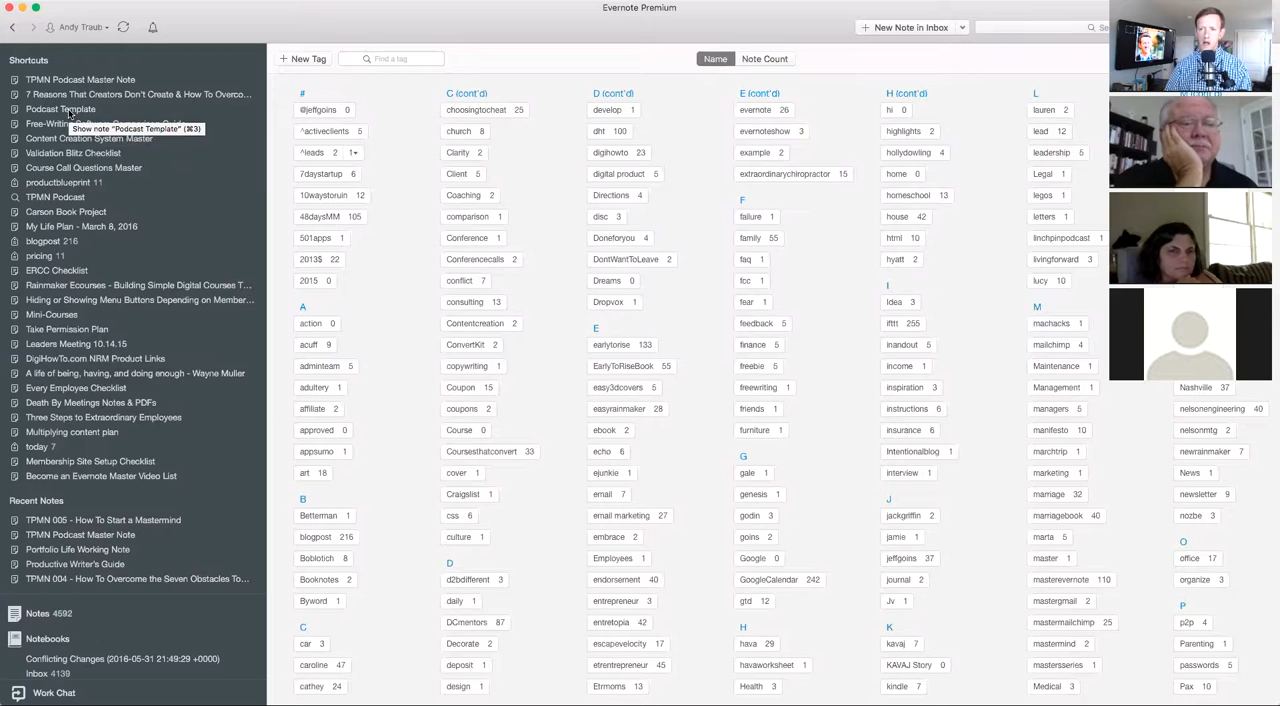 Evernote Premium
Andy Traub
New Note in Inbox
Shortcuts
TPMN Podcast Master Note
7 Reasons That Creators Don't Create & How To Overco...
Podcast Template
Show note "Podcast Template" (⌘3)
Content Creation System Master
Validation Blitz Checklist
Course Call Questions Master
productblueprint 11
TPMN Podcast
Carson Book Project
My Life Plan - March 8, 2016
blogpost 216
pricing 11
ERCC Checklist
Rainmaker Ecourses - Building Simple Digital Courses T...
Hiding or Showing Menu Buttons Depending on Member...
Mini-Courses
Take Permission Plan
Leaders Meeting 10.14.15
DigiHowTo.com NRM Product Links
A life of being, having, and doing enough - Wayne Muller
Every Employee Checklist
Death By Meetings Notes & PDFs
Three Steps to Extraordinary Employees
Multiplying content plan
today 7
Membership Site Setup Checklist
Become an Evernote Master Video List
Recent Notes
TPMN 005 - How To Start a Mastermind
TPMN Podcast Master Note
Portfolio Life Working Note
Productive Writer's Guide
TPMN 004 - How To Overcome the Seven Obstacles To...
Notes 4592
Notebooks
Conflicting Changes (2016-05-31 21:49:29 +0000)
Inbox 4139
Work Chat
+ New Tag
Find a tag
Name
Note Count
#
@jeffgoins 0
^activeclients 5
^leads 2 1
7daystartup 6
10waystoruin 12
48daysMM 105
501apps 1
2013$ 22
2015 0
A
action 0
acuff 9
adminteam 5
adultery 1
affiliate 2
approved 0
appsumo 1
art 18
B
Betterman 1
blogpost 216
Boblotich 8
Booknotes 2
Byword 1
C
car 3
caroline 47
cathey 24
C (cont'd)
choosingtocheat 25
church 8
Clarity 2
Client 5
Coaching 2
comparison 1
Conference 1
Conferencecalls 2
conflict 7
consulting 13
Contentcreation 2
ConvertKit 2
copywriting 1
Coupon 15
coupons 2
Course 0
Coursesthatconvert 33
cover 1
Craigslist 1
css 6
culture 1
D
d2bdifferent 3
daily 1
DCmentors 87
Decorate 2
deposit 1
design 1
D (cont'd)
develop 1
dht 100
digihowto 23
digital product 5
Directions 4
disc 3
Doneforyou 4
DontWantToLeave 2
Dreams 0
Dropvox 1
E
earlytorise 133
EarlyToRiseBook 55
easy3dcovers 5
easyrainmaker 28
ebook 2
echo 6
ejunkie 1
email 7
email marketing 27
embrace 2
Employees 1
endorsement 40
entrepreneur 3
entretopia 42
escapevelocity 17
etrentrepreneur 45
Etrmoms 13
E (cont'd)
evernote 26
evernoteshow 3
example 2
extraordinarychiropractor 15
F
failure 1
family 55
faq 1
fcc 1
fear 1
feedback 5
finance 5
freebie 5
freewriting 1
friends 1
furniture 1
G
gale 1
genesis 1
godin 3
goins 2
Google 0
GoogleCalendar 242
gtd 12
H
hava 29
havaworksheet 1
Health 3
H (cont'd)
hi 0
highlights 2
hollydowling 4
home 0
homeschool 13
house 42
html 10
hyatt 2
I
Idea 3
ifttt 255
inandout 5
income 1
inspiration 3
instructions 6
insurance 6
Intentionalblog 1
interview 1
J
jackgriffin 2
jamie 1
jeffgoins 37
journal 2
Jv 1
K
kavaj 7
KAVAJ Story 0
kindle 7
L
lauren 2
lead 12
leadership 5
Legal 1
legos 1
letters 1
linchpinpodcast 1
livingforward 3
lucy 10
M
machacks 1
mailchimp 4
Maintenance 1
Management 1
managers 5
manifesto 10
marchtrip 1
marketing 1
marriage 32
marriagebook 40
marta 5
master 1
masterevernote 110
mastergmail 2
mastermailchimp 25
mastermind 2
mastersseries 1
Medical 3
Nashville 37
nelsonengineering 40
nelsonmtg 2
newrainmaker 7
News 1
newsletter 9
nozbe 3
O
office 17
organize 3
P
p2p 4
Parenting 1
passwords 5
Pax 10